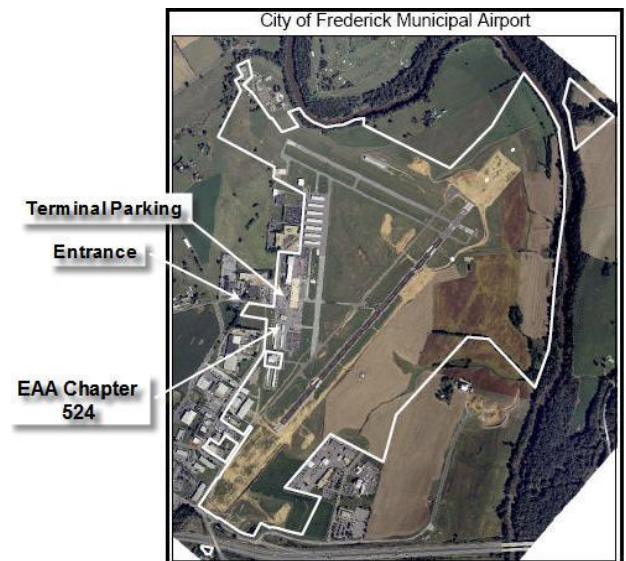 City of Frederick Municipal Airport
Terminal Parking
Entrance
EAA Chapter
524